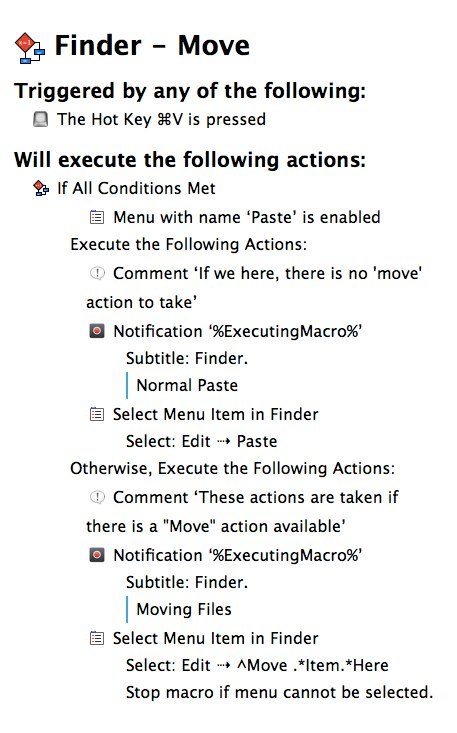 Finder – Move
Triggered by any of the following:
The Hot Key ⌘V is pressed
Will execute the following actions:
If All Conditions Met
Menu with name ‘Paste’ is enabled
Execute the Following Actions:
Comment ‘If we here, there is no 'move'
action to take’
Notification ‘%ExecutingMacro%’
Subtitle: Finder.
Normal Paste
Select Menu Item in Finder
Select: Edit ⇢ Paste
Otherwise, Execute the Following Actions:
Comment ‘These actions are taken if
there is a "Move" action available’
Notification ‘%ExecutingMacro%’
Subtitle: Finder.
Moving Files
Select Menu Item in Finder
Select: Edit ⇢ ^Move .*Item.*Here
Stop macro if menu cannot be selected.